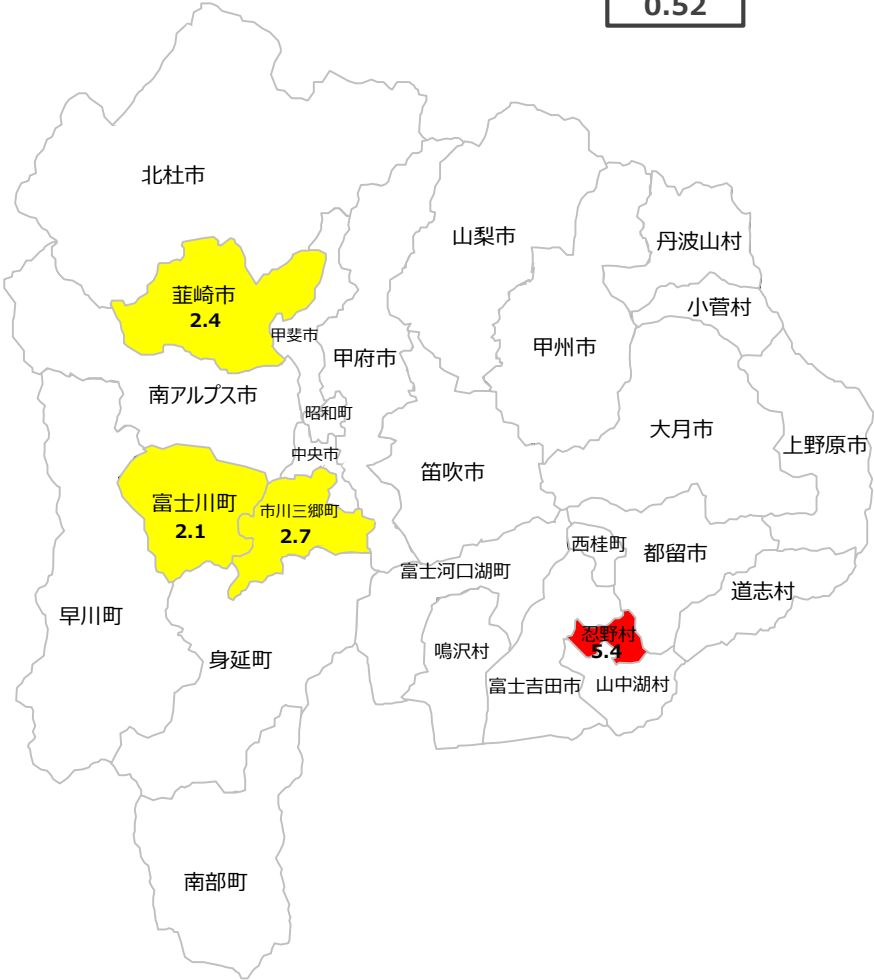 0.52
北杜市
山梨市
丹波山村
韮崎市
2.4
小菅村
甲斐市
甲府市
甲州市
南アルプス市
昭和町
大月市
上野原市
中央市
笛吹市
富士川町
2.1
市川三郷町
2.7
西桂町
都留市
富士河口湖町
道志村
早川町
忍野村
5.4
鳴沢村
身延町
富士吉田市
山中湖村
南部町